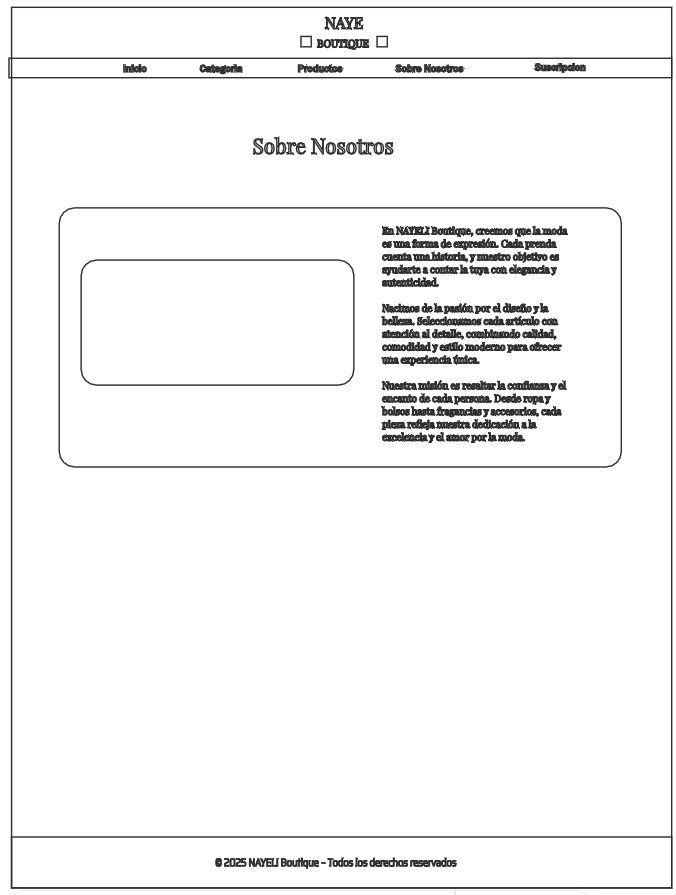 NAYE
BOUTIQUE
Inicio Categoria Productos Sobre Nosotros Suscripcion
Sobre Nosotros
En NAYELI Boutique, creemos que la moda
es una forma de expresión. Cada prenda
cuenta una historia, y nuestro objetivo es
ayudarte a contar la tuya con elegancia y
autenticidad.
Nacimos de la pasión por el diseño y la
belleza. Seleccionamos cada artículo con
atención al detalle, combinando calidad,
comodidad y estilo moderno para ofrecer
una experiencia única.
Nuestra misión es resaltar la confianza y el
encanto de cada persona. Desde ropa y
bolsos hasta fragancias y accesorios, cada
pieza refleja nuestra dedicación a la
excelencia y el amor por la moda.
© 2025 NAYELI Boutique – Todos los derechos reservados